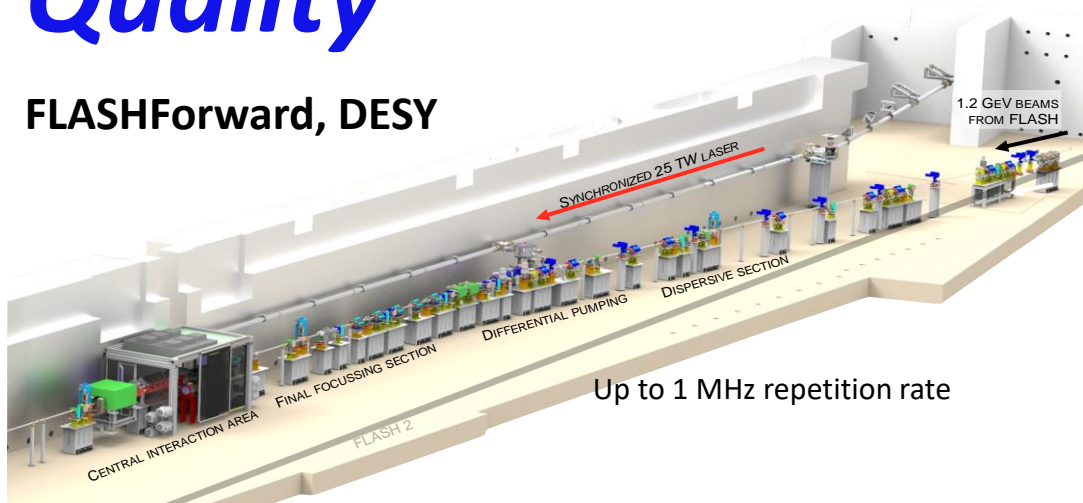 Quality
FLASHForward, DESY
1.2 GEV BEAMS
FROM FLASH
SYNCHRONIZED 25 TW LASER
DISPERSIVE SECTION
DIFFERENTIAL PUMPING
FINAL FOCUSSING SECTION
CENTRAL INTERACTION AREA
Up to 1 MHz repetition rate
FLASH 2